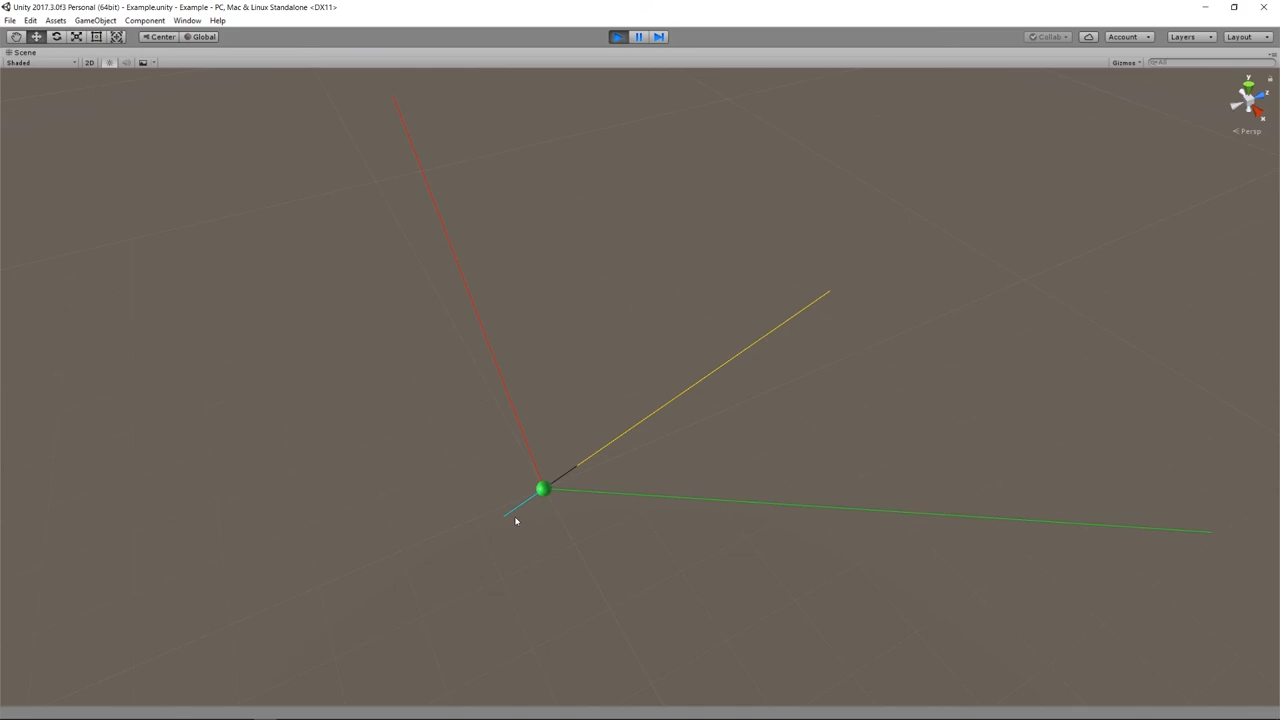 Unity 2017.3.0f3 Personal (64bit) - Example.unity - Example - PC, Mac & Linux Standalone <DX11>
File Edit Assets GameObject Component Window Help
Center Global Collab Account Layers Layout
Scene
Shaded 2D Gizmos All
y
z
x
Persp